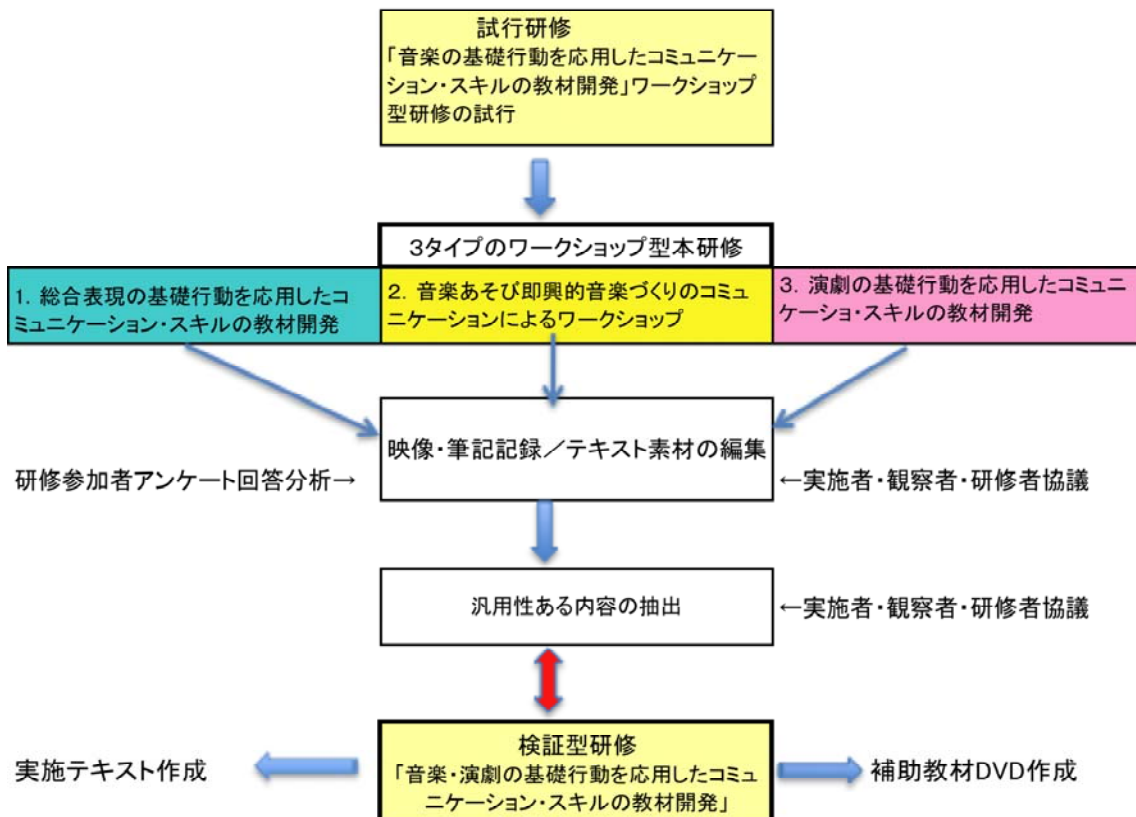 試行研修
「音楽の基礎行動を応用したコミュニケー
ション・スキルの教材開発」ワークショップ
型研修の試行
3タイプのワークショップ型本研修
1．総合表現の基礎行動を応用したコ
ミュニケーション・スキルの教材開発
2．音楽あそび即興的音楽づくりのコミュ
ニケーションによるワークショップ
3．演劇の基礎行動を応用したコミュニ
ケーショ・スキルの教材開発
映像・筆記記録／テキスト素材の編集
研修参加者アンケート回答分析→
←実施者・観察者・研修者協議
汎用性ある内容の抽出
←実施者・観察者・研修者協議
検証型研修
「音楽・演劇の基礎行動を応用したコミュ
ニケーション・スキルの教材開発」
実施テキスト作成
補助教材DVD作成